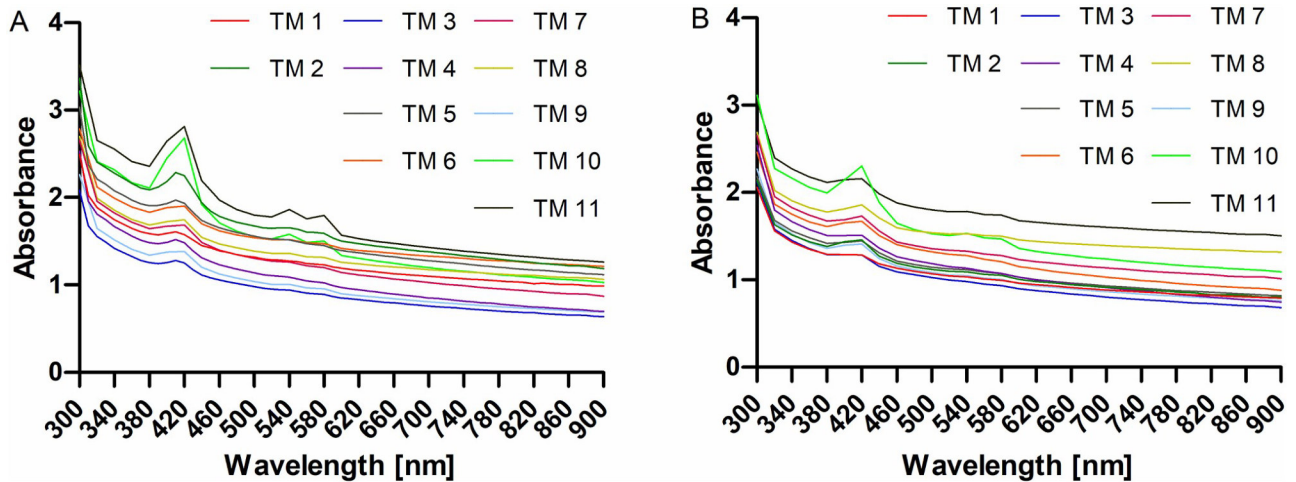 A
TM 1 TM 3 TM 7
TM 2 TM 4 TM 8
TM 5 TM 9
TM 6 TM 10
TM 11
Absorbance
4
3
2
1
0
300 340 380 420 460 500 540 580 620 660 700 740 780 820 860 900
Wavelength [nm]
B
TM 1 TM 3 TM 7
TM 2 TM 4 TM 8
TM 5 TM 9
TM 6 TM 10
TM 11
Absorbance
4
3
2
1
0
300 340 380 420 460 500 540 580 620 660 700 740 780 820 860 900
Wavelength [nm]